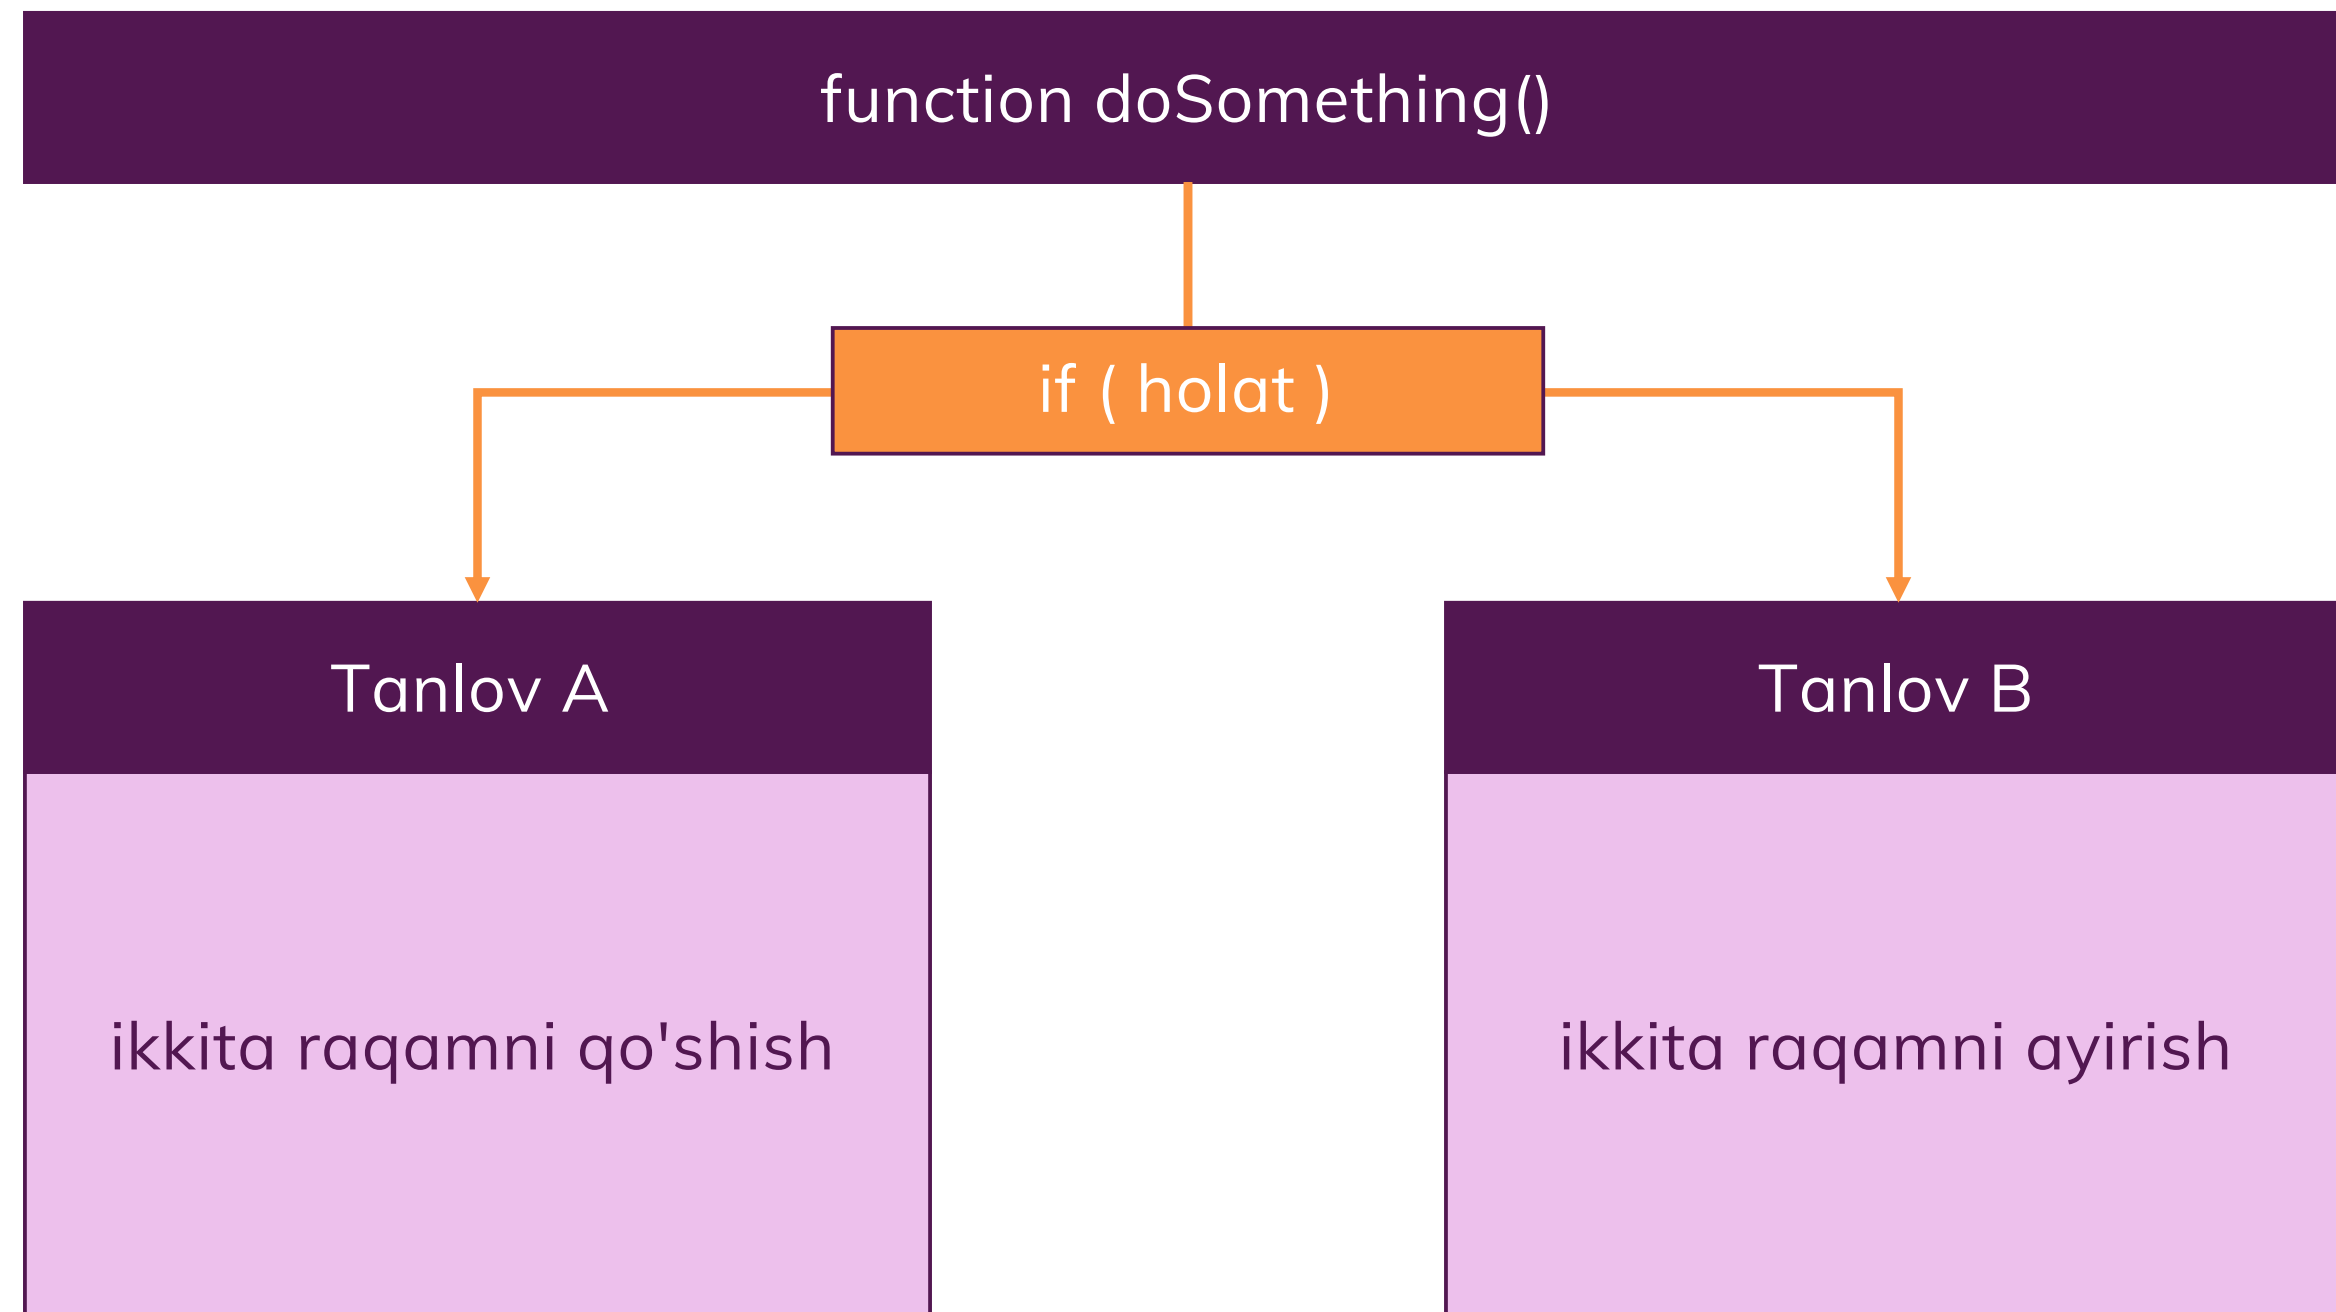 function doSomething()
if ( holat )
Tanlov A
Tanlov B
ikkita raqamni qo'shish
ikkita raqamni ayirish